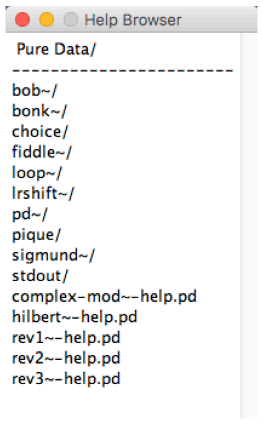 Help Browser
Pure Data/
-----------------------
bob~/
bonk~/
choice/
fiddle~/
loop~/
lrshift~/
pd~/
pique/
sigmund~/
stdout/
complex-mod~-help.pd
hilbert~-help.pd
rev1~-help.pd
rev2~-help.pd
rev3~-help.pd